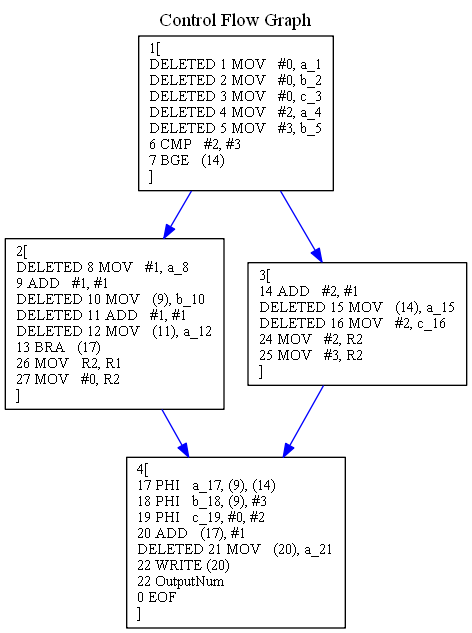 Control Flow Graph
1[
DELETED 1 MOV #0, a_1
DELETED 2 MOV #0, b_2
DELETED 3 MOV #0, c_3
DELETED 4 MOV #2, a_4
DELETED 5 MOV #3, b_5
6 CMP #2, #3
7 BGE (14)
]
2[
DELETED 8 MOV #1, a_8
9 ADD #1, #1
DELETED 10 MOV (9), b_10
DELETED 11 ADD #1, #1
DELETED 12 MOV (11), a_12
13 BRA (17)
26 MOV R2, R1
27 MOV #0, R2
]
3[
14 ADD #2, #1
DELETED 15 MOV (14), a_15
DELETED 16 MOV #2, c_16
24 MOV #2, R2
25 MOV #3, R2
]
4[
17 PHI a_17, (9), (14)
18 PHI b_18, (9), #3
19 PHI c_19, #0, #2
20 ADD (17), #1
DELETED 21 MOV (20), a_21
22 WRITE (20)
22 OutputNum
0 EOF
]